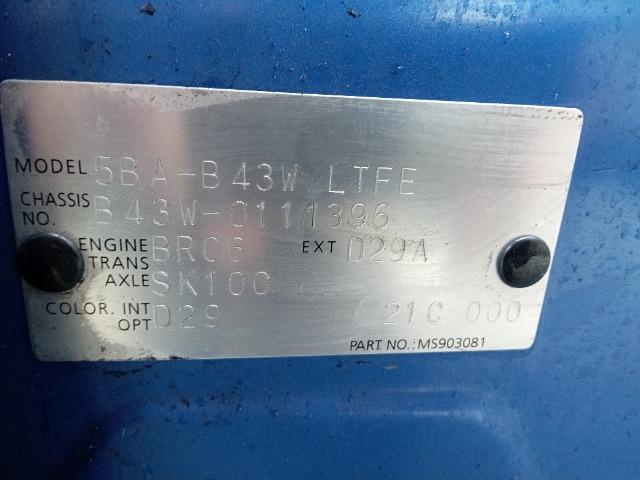 MODEL 5BA-B43W LTFE
CHASSIS NO. B43W-0111396
ENGINE BR06 EXT D29A
TRANS AXLE SK100
COLOR. INT D29 21C 000
OPT
PART NO.: MS903081